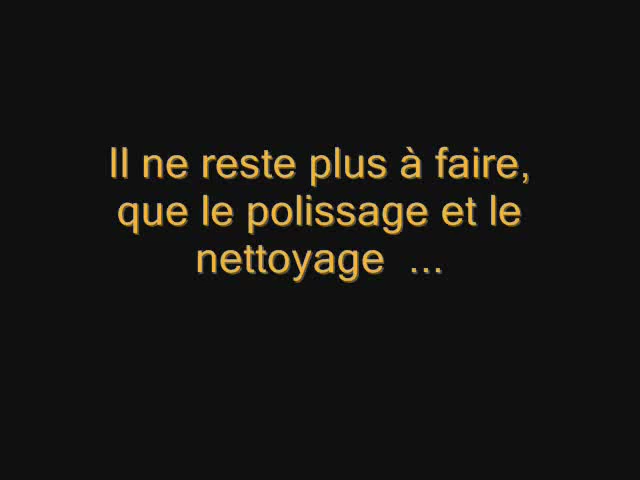 Il ne reste plus à faire,
que le polissage et le
nettoyage  ...